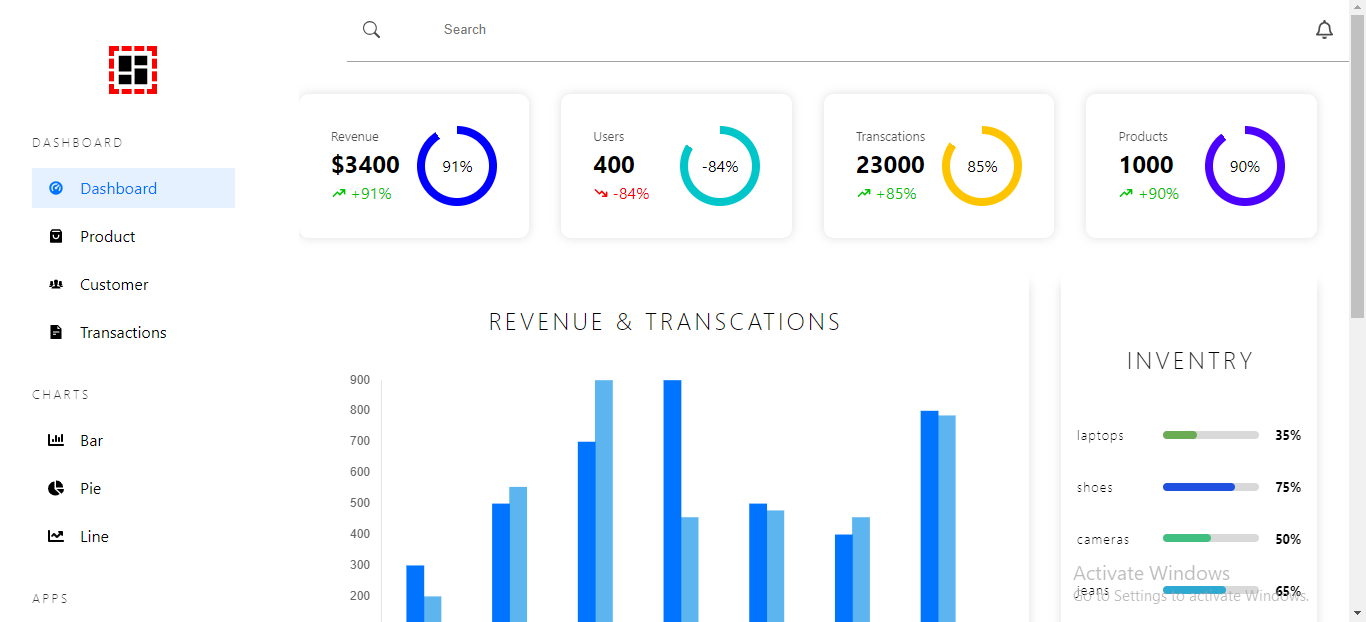 Search
DASHBOARD
Dashboard
Product
Customer
Transactions
CHARTS
Bar
Pie
Line
APPS
Revenue
$3400
+91%
91%
Users
400
-84%
-84%
Transcations
23000
+85%
85%
Products
1000
+90%
90%
REVENUE & TRANSCATIONS
900
800
700
600
500
400
300
200
INVENTRY
laptops 35%
shoes 75%
cameras 50%
jeans 65%
Activate Windows
Go to Settings to activate Windows.